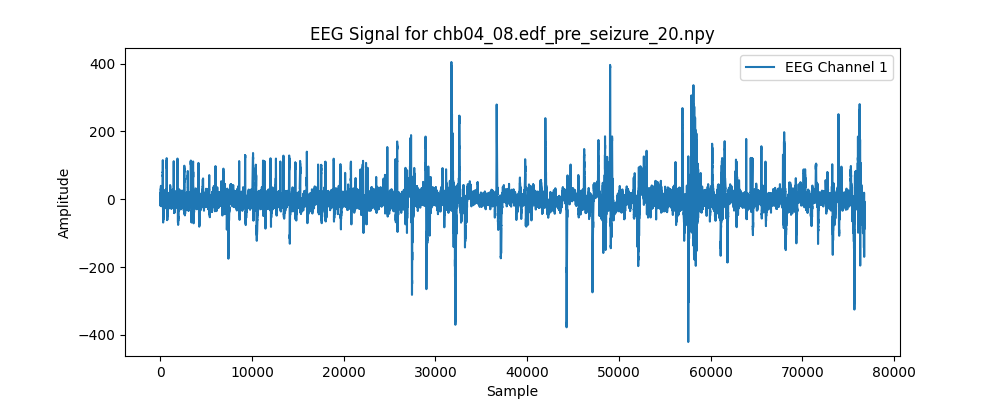 EEG Signal for chb04_08.edf_pre_seizure_20.npy
EEG Channel 1
Amplitude
400
200
0
−200
−400
0 10000 20000 30000 40000 50000 60000 70000 80000
Sample